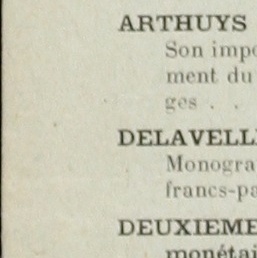 ARTHUYS
Son impo
ment du
ges . .
DELAVELL
Monogra
francs-pa
DEUXIEME
monétai